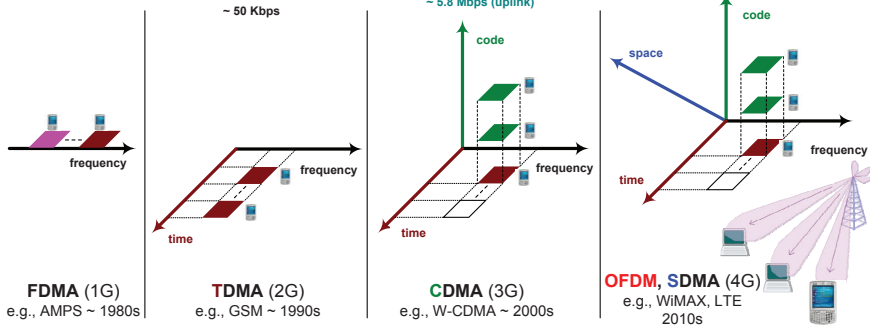 ~ 50 Kbps
~ 5.8 Mbps (uplink)
frequency
FDMA (1G)
e.g., AMPS ~ 1980s
frequency
time
TDMA (2G)
e.g., GSM ~ 1990s
code
frequency
time
CDMA (3G)
e.g., W-CDMA ~ 2000s
code
space
frequency
time
OFDM, SDMA (4G)
e.g., WiMAX, LTE
2010s